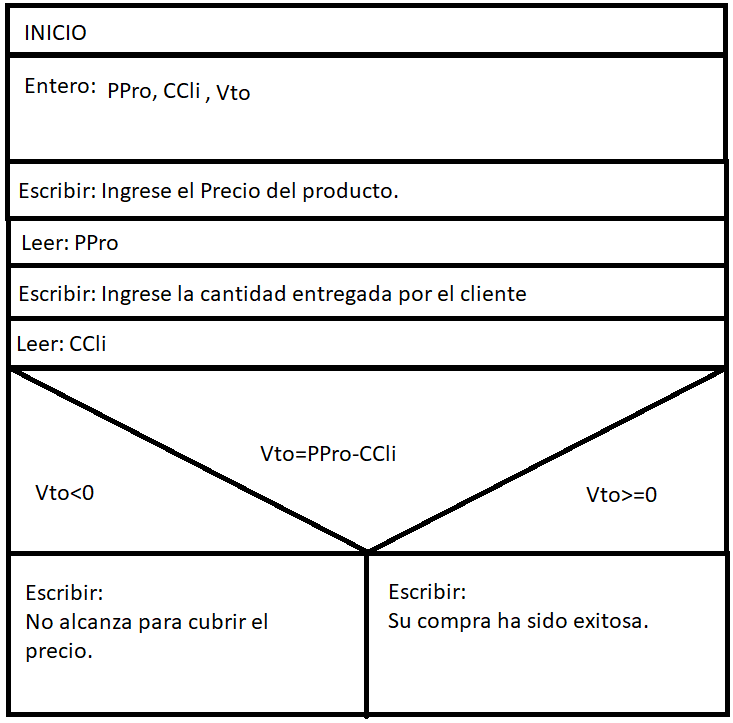 INICIO
Entero: PPro, CCli , Vto
Escribir: Ingrese el Precio del producto.
Leer: PPro
Escribir: Ingrese la cantidad entregada por el cliente
Leer: CCli
Vto=PPro-CCli
Vto<0
Vto>=0
Escribir:
No alcanza para cubrir el
precio.
Escribir:
Su compra ha sido exitosa.